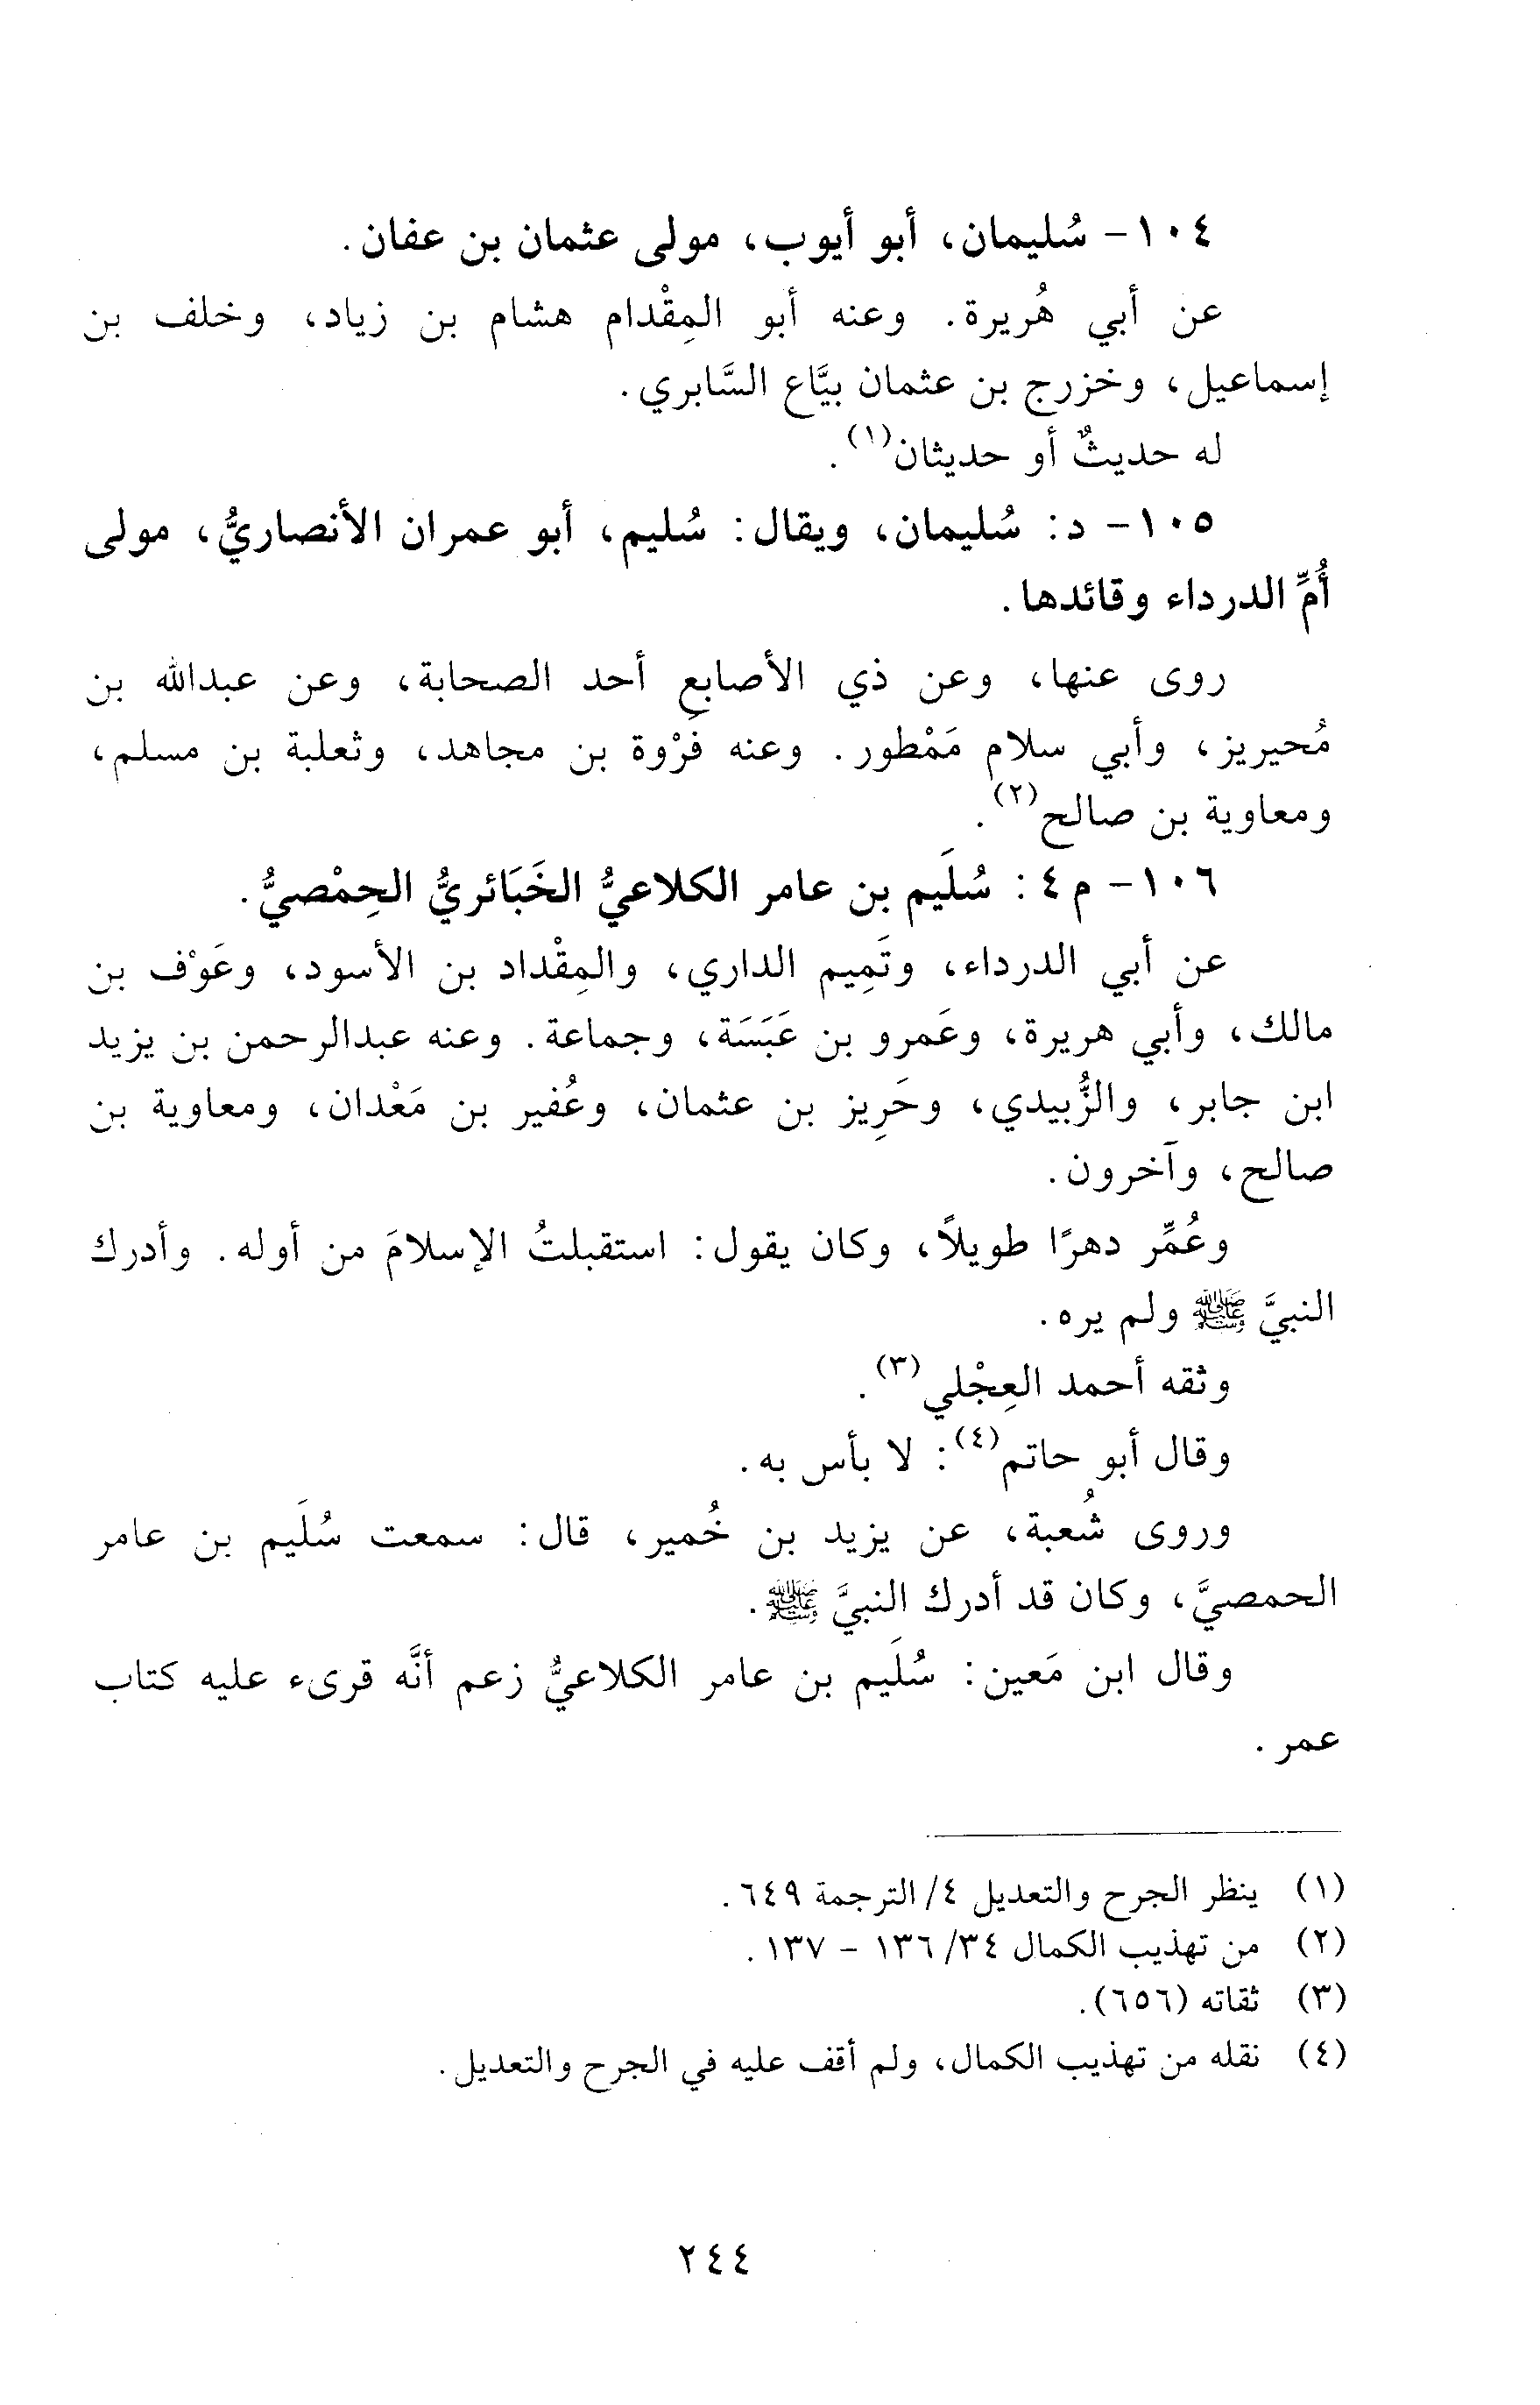 ١٠٤- سُليمان، أبو أيوب، مولى عثمان بن عفان.
عن أبي هُريرة. وعنه أبو المِقْدام هشام بن زياد، وخلف بن
إسماعيل، وخزرج بن عثمان بيَّاع السَّابري.
له حديثٌ أو حديثان(١).
١٠٥- د: سُليمان، ويقال: سُليم، أبو عمران الأنصاريُّ، مولى
أُمِّ الدرداء وقائدها.
روى عنها، وعن ذي الأصابعِ أحد الصحابة، وعن عبدالله بن
مُحيريز، وأبي سلام مَمْطور. وعنه فَرْوة بن مجاهد، وثعلبة بن مسلم،
ومعاوية بن صالح(٢).
١٠٦- م٤: سُلَيم بن عامر الكلاعيُّ الخَبَائريُّ الحِمْصيُّ.
عن أبي الدرداء، وتَمِيم الداري، والمِقْداد بن الأسود، وعَوْف بن
مالك، وأبي هريرة، وعَمرو بن عَبَسَة، وجماعة. وعنه عبدالرحمن بن يزيد
ابن جابر، والزُّبيدي، وحَرِيز بن عثمان، وعُفير بن مَعْدان، ومعاوية بن
صالح، وآخرون.
وعُمِّر دهرًا طويلاً، وكان يقول: استقبلتُ الإسلامَ من أوله. وأدرك
النبيَّ ﷺ ولم يره.
وثقه أحمد العِجْلي(٣).
وقال أبو حاتم(٤): لا بأس به.
وروى شُعبة، عن يزيد بن خُمير، قال: سمعت سُلَيم بن عامر
الحمصيَّ، وكان قد أدرك النبيَّ ﷺ.
وقال ابن مَعين: سُلَيم بن عامر الكلاعيُّ زعم أنَّه قرىء عليه كتاب
عمر.
(١) ينظر الجرح والتعديل ٤/ الترجمة ٦٤٩.
(٢) من تهذيب الكمال ٣٤/ ١٣٦ - ١٣٧.
(٣) ثقاته (٦٥٦).
(٤) نقله من تهذيب الكمال، ولم أقف عليه في الجرح والتعديل.
٢٤٤